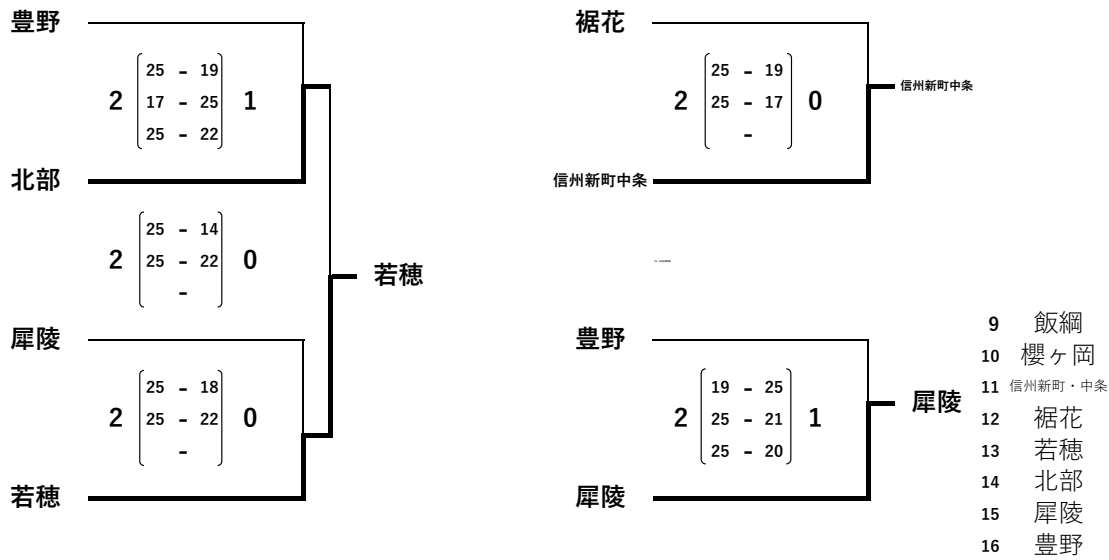 豊野
25 - 19
2 17 - 25 1
25 - 22
北部
25 - 14
2 25 - 22 0
-
若穂
犀陵
25 - 18
2 25 - 22 0
-
若穂
裾花
25 - 19
2 25 - 17 0
-
信州新町中条
信州新町中条
豊野
19 - 25
2 25 - 21 1
25 - 20
犀陵
犀陵
9 飯綱
10 櫻ヶ岡
11 信州新町・中条
12 裾花
13 若穂
14 北部
15 犀陵
16 豊野